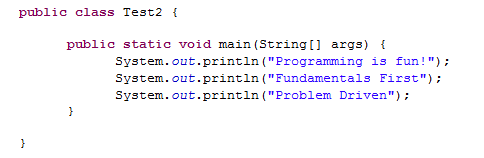 public class Test2 {
public static void main(String[] args) {
System.out.println("Programming is fun!");
System.out.println("Fundamentals First");
System.out.println("Problem Driven");
}
}